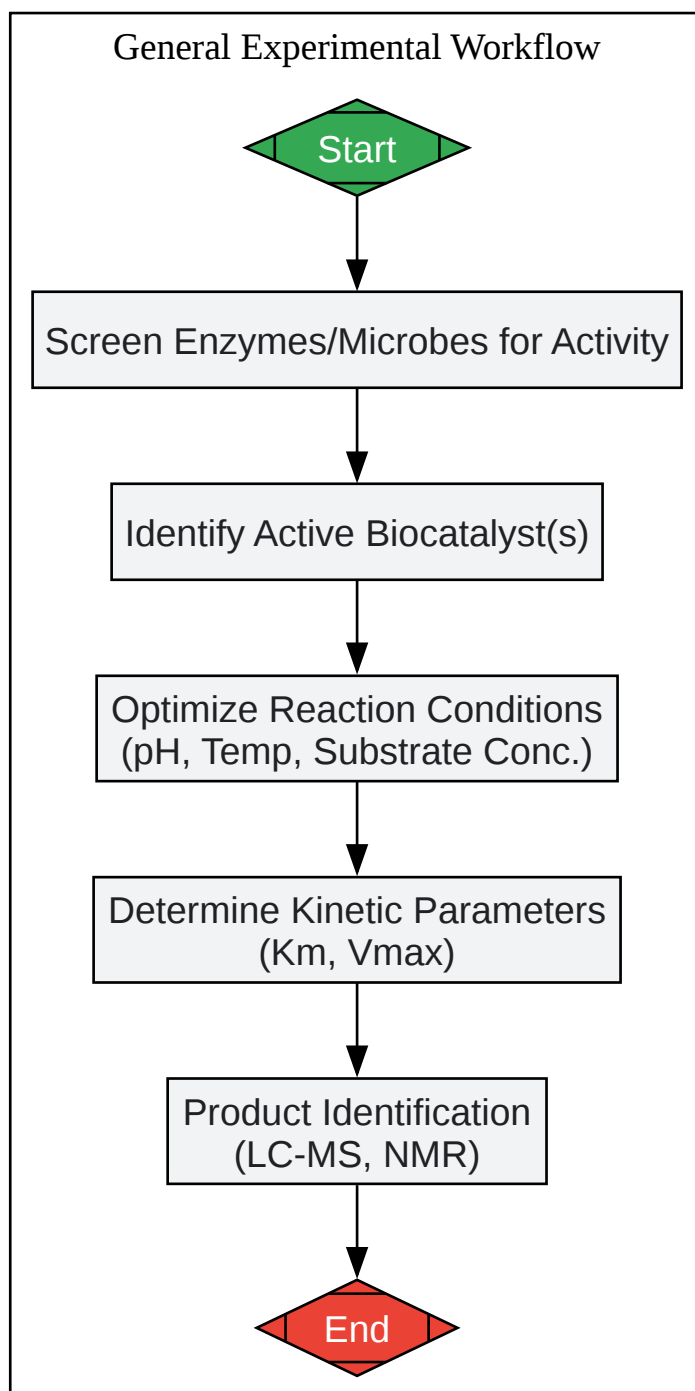 General Experimental Workflow
Start
Screen Enzymes/Microbes for Activity
Identify Active Biocatalyst(s)
Optimize Reaction Conditions
(pH, Temp, Substrate Conc.)
Determine Kinetic Parameters
(Km, Vmax)
Product Identification
(LC-MS, NMR)
End